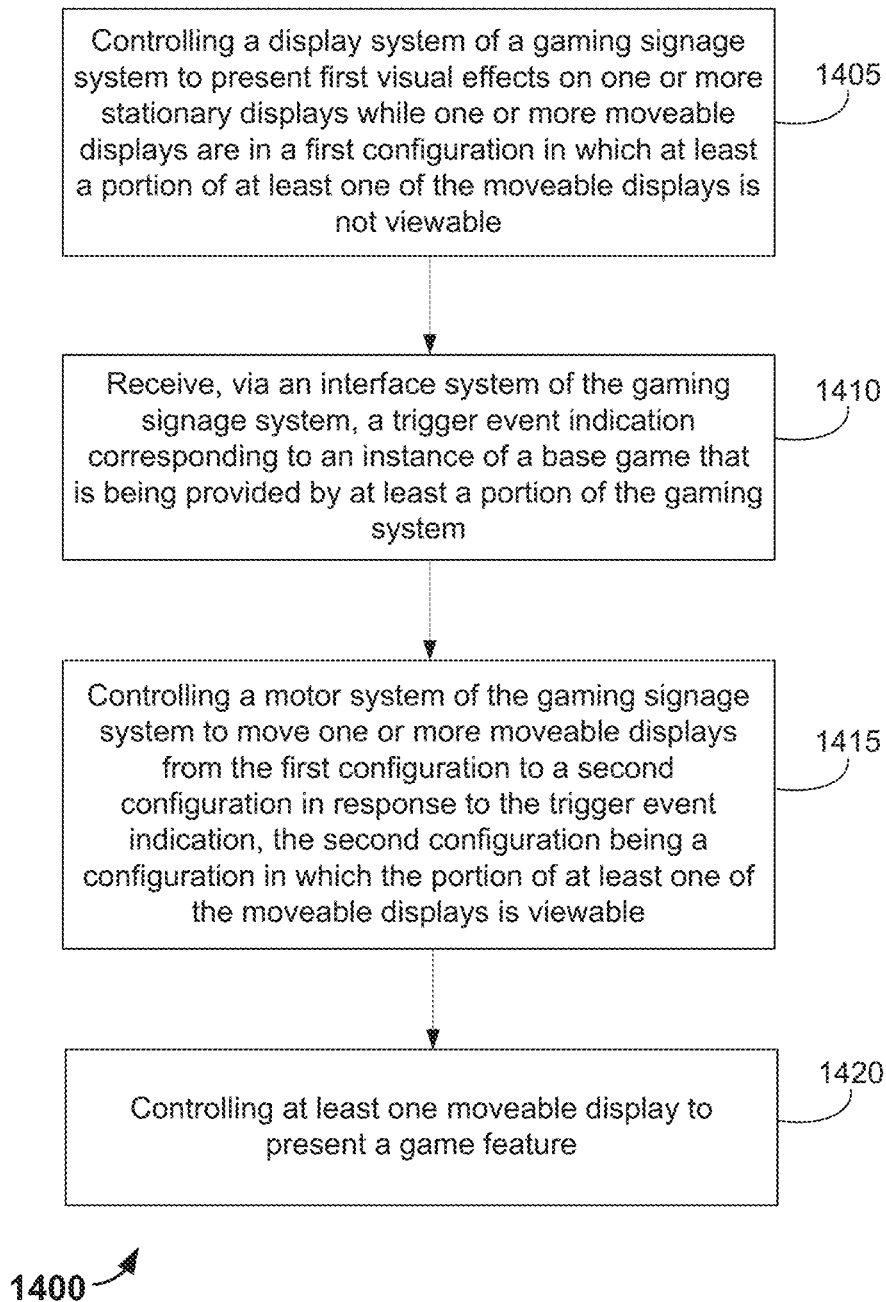 Controlling a display system of a gaming signage
system to present first visual effects on one or more
stationary displays while one or more moveable
displays are in a first configuration in which at least
a portion of at least one of the moveable displays is
not viewable
1405
Receive, via an interface system of the gaming
signage system, a trigger event indication
corresponding to an instance of a base game that
is being provided by at least a portion of the gaming
system
1410
Controlling a motor system of the gaming signage
system to move one or more moveable displays
from the first configuration to a second
configuration in response to the trigger event
indication, the second configuration being a
configuration in which the portion of at least one of
the moveable displays is viewable
1415
Controlling at least one moveable display to
present a game feature
1420
1400